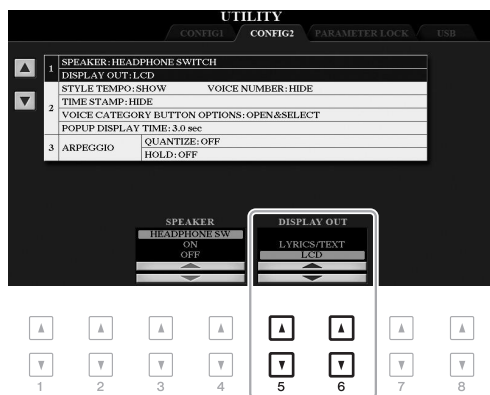 UTILITY
CONFIG1 CONFIG2 PARAMETER LOCK USB
1 SPEAKER: HEADPHONE SWITCH
DISPLAY OUT: LCD
2 STYLE TEMPO: SHOW VOICE NUMBER: HIDE
TIME STAMP: HIDE
VOICE CATEGORY BUTTON OPTIONS: OPEN&SELECT
POPUP DISPLAY TIME: 3.0 sec
3 ARPEGGIO QUANTIZE: OFF
HOLD: OFF
SPEAKER DISPLAY OUT
HEADPHONE SW
ON LYRICS/TEXT
OFF LCD
1 2 3 4 5 6 7 8